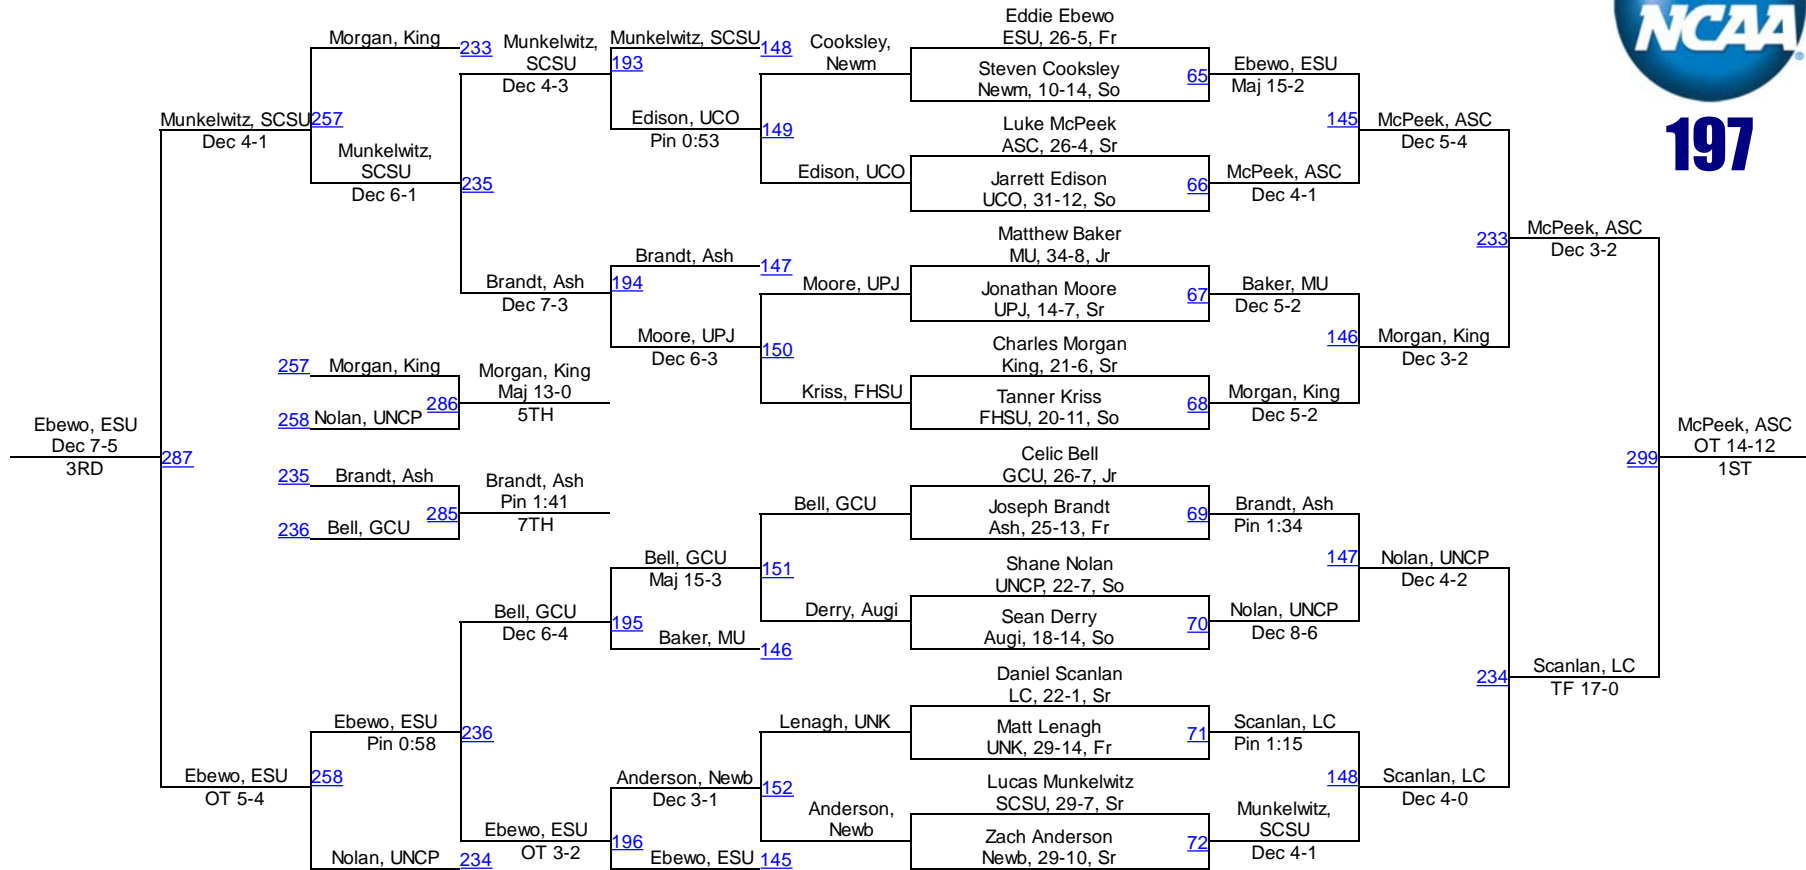 NCAA
197
Eddie Ebewo
ESU, 26-5, Fr
Steven Cooksley
Newm, 10-14, So
65
Luke McPeek
ASC, 26-4, Sr
Jarrett Edison
UCO, 31-12, So
66
Matthew Baker
MU, 34-8, Jr
Jonathan Moore
UPJ, 14-7, Sr
67
Charles Morgan
King, 21-6, Sr
Tanner Kriss
FHSU, 20-11, So
68
Celic Bell
GCU, 26-7, Jr
Joseph Brandt
Ash, 25-13, Fr
69
Shane Nolan
UNCP, 22-7, So
Sean Derry
Augi, 18-14, So
70
Daniel Scanlan
LC, 22-1, Sr
Matt Lenagh
UNK, 29-14, Fr
71
Lucas Munkelwitz
SCSU, 29-7, Sr
Zach Anderson
Newb, 29-10, Sr
72
Ebewo, ESU
Maj 15-2
145
McPeek, ASC
Dec 4-1
Baker, MU
Dec 5-2
146
Morgan, King
Dec 5-2
Brandt, Ash
Pin 1:34
147
Nolan, UNCP
Dec 8-6
Scanlan, LC
Pin 1:15
148
Munkelwitz,
SCSU
Dec 4-1
McPeek, ASC
Dec 5-4
233
Morgan, King
Dec 3-2
Nolan, UNCP
Dec 4-2
234
Scanlan, LC
Dec 4-0
McPeek, ASC
Dec 3-2
299
Scanlan, LC
TF 17-0
McPeek, ASC
OT 14-12
1ST
Cooksley,
Newm
149
Edison, UCO
Moore, UPJ
150
Kriss, FHSU
Bell, GCU
151
Derry, Augi
Lenagh, UNK
152
Anderson,
Newb
Munkelwitz, SCSU
148
193
Edison, UCO
Pin 0:53
Brandt, Ash
147
194
Moore, UPJ
Dec 6-3
Bell, GCU
Maj 15-3
195
Baker, MU
146
Anderson, Newb
Dec 3-1
196
Ebewo, ESU
145
Munkelwitz,
SCSU
Dec 4-3
235
Brandt, Ash
Dec 7-3
Bell, GCU
Dec 6-4
236
Ebewo, ESU
OT 3-2
Morgan, King
233
257
Munkelwitz,
SCSU
Dec 6-1
Ebewo, ESU
Pin 0:58
258
Nolan, UNCP
234
Munkelwitz, SCSU
Dec 4-1
287
Ebewo, ESU
OT 5-4
Ebewo, ESU
Dec 7-5
3RD
257
Morgan, King
258
Nolan, UNCP
286
Morgan, King
Maj 13-0
5TH
235
Brandt, Ash
236
Bell, GCU
285
Brandt, Ash
Pin 1:41
7TH